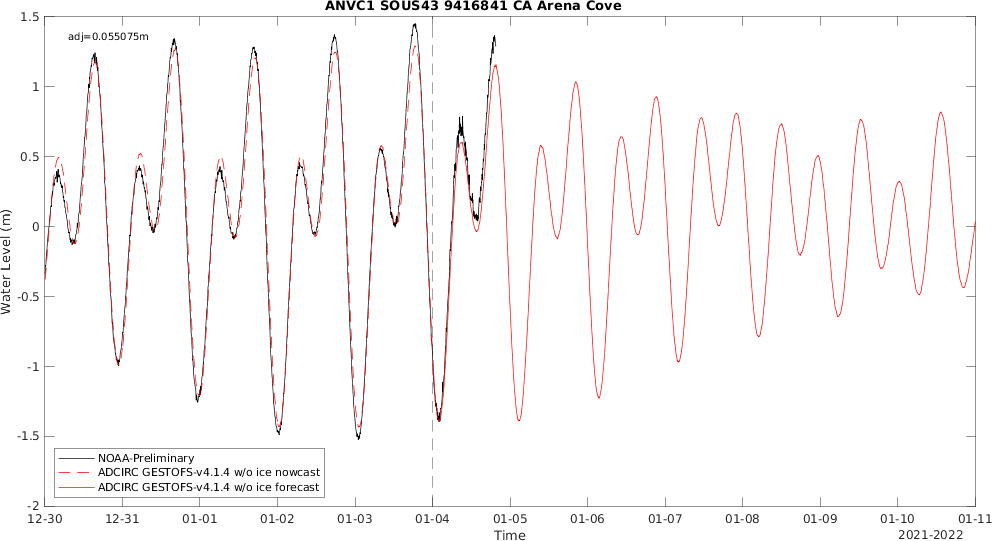 ANVC1 SOUS43 9416841 CA Arena Cove
adj=0.055075m
1.5
1
0.5
0
-0.5
-1
-1.5
-2
Water Level (m)
NOAA-Preliminary
ADCIRC GESTOFS-v4.1.4 w/o ice nowcast
ADCIRC GESTOFS-v4.1.4 w/o ice forecast
12-30 12-31 01-01 01-02 01-03 01-04 01-05 01-06 01-07 01-08 01-09 01-10 01-11
Time
2021-2022